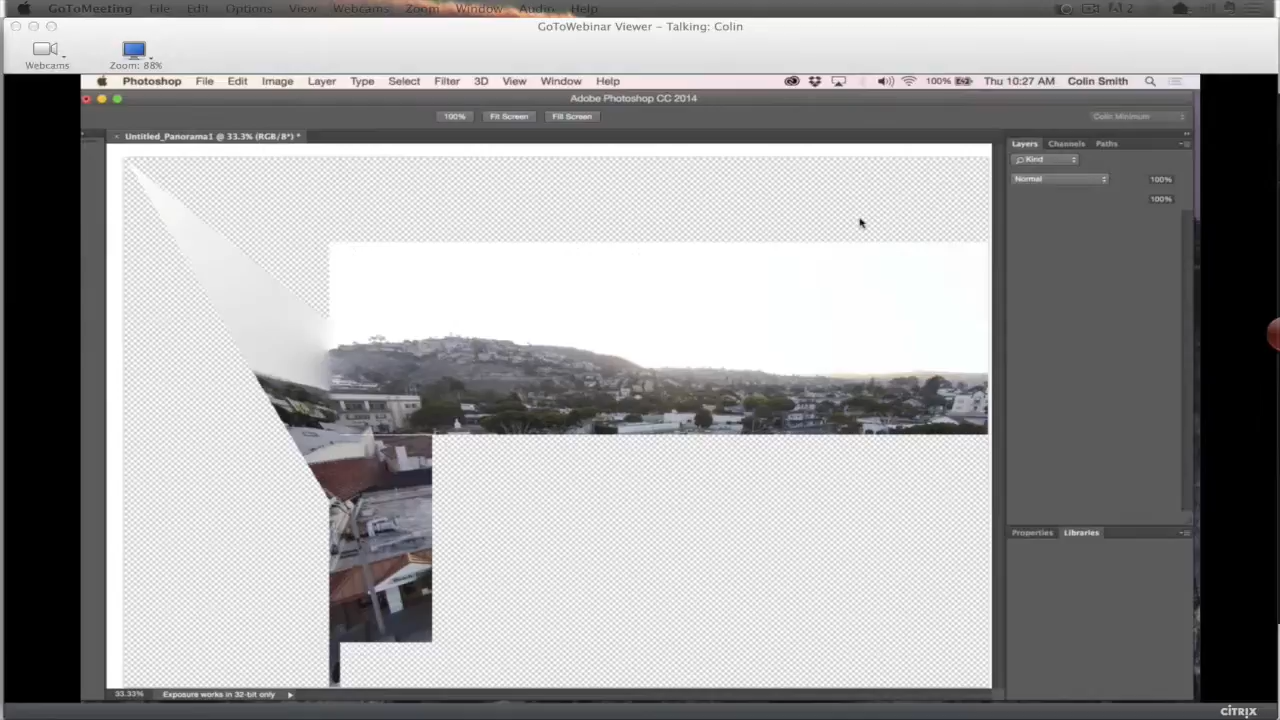 GoToMeeting File Edit Options View Webcams Zoom Window Audio Help
GoToWebinar Viewer – Talking: Colin
Webcams Zoom: 88%
Photoshop File Edit Image Layer Type Select Filter 3D View Window Help 100% Thu 10:27 AM Colin Smith
Adobe Photoshop CC 2014
100% Fit Screen Fill Screen Colin Minimum
× Untitled_Panorama1 @ 33.3% (RGB/8*) *
Layers Channels Paths
Kind
Normal 100%
100%
Properties Libraries
33.33% Exposure works in 32-bit only
CITRIX